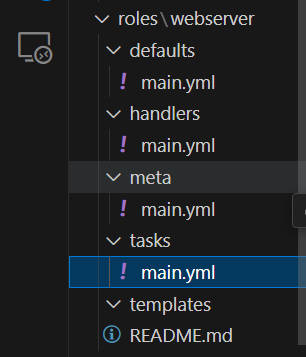 roles\webserver
defaults
! main.yml
handlers
! main.yml
meta
! main.yml
tasks
! main.yml
templates
README.md